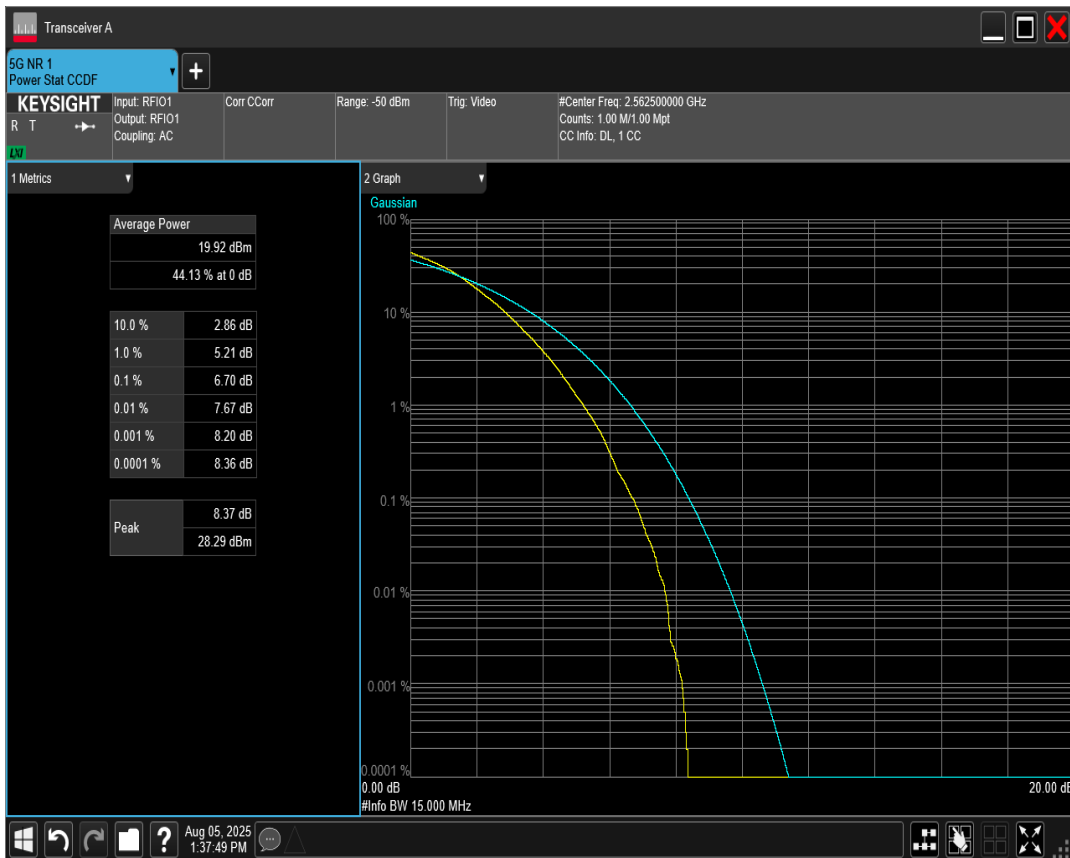 Transceiver A
5G NR 1
Power Stat CCDF
KEYSIGHT
R T
LXI
Input: RFIO1
Output: RFIO1
Coupling: AC
Corr CCorr
Range: -50 dBm
Trig: Video
#Center Freq: 2.562500000 GHz
Counts: 1.00 M/1.00 Mpt
CC Info: DL, 1 CC
1 Metrics
Average Power
19.92 dBm
44.13 % at 0 dB
10.0 % 2.86 dB
1.0 % 5.21 dB
0.1 % 6.70 dB
0.01 % 7.67 dB
0.001 % 8.20 dB
0.0001 % 8.36 dB
Peak 8.37 dB
28.29 dBm
2 Graph
Gaussian
100 %
10 %
1 %
0.1 %
0.01 %
0.001 %
0.0001 %
0.00 dB 20.00 dB
#Info BW 15.000 MHz
?
Aug 05, 2025
1:37:49 PM